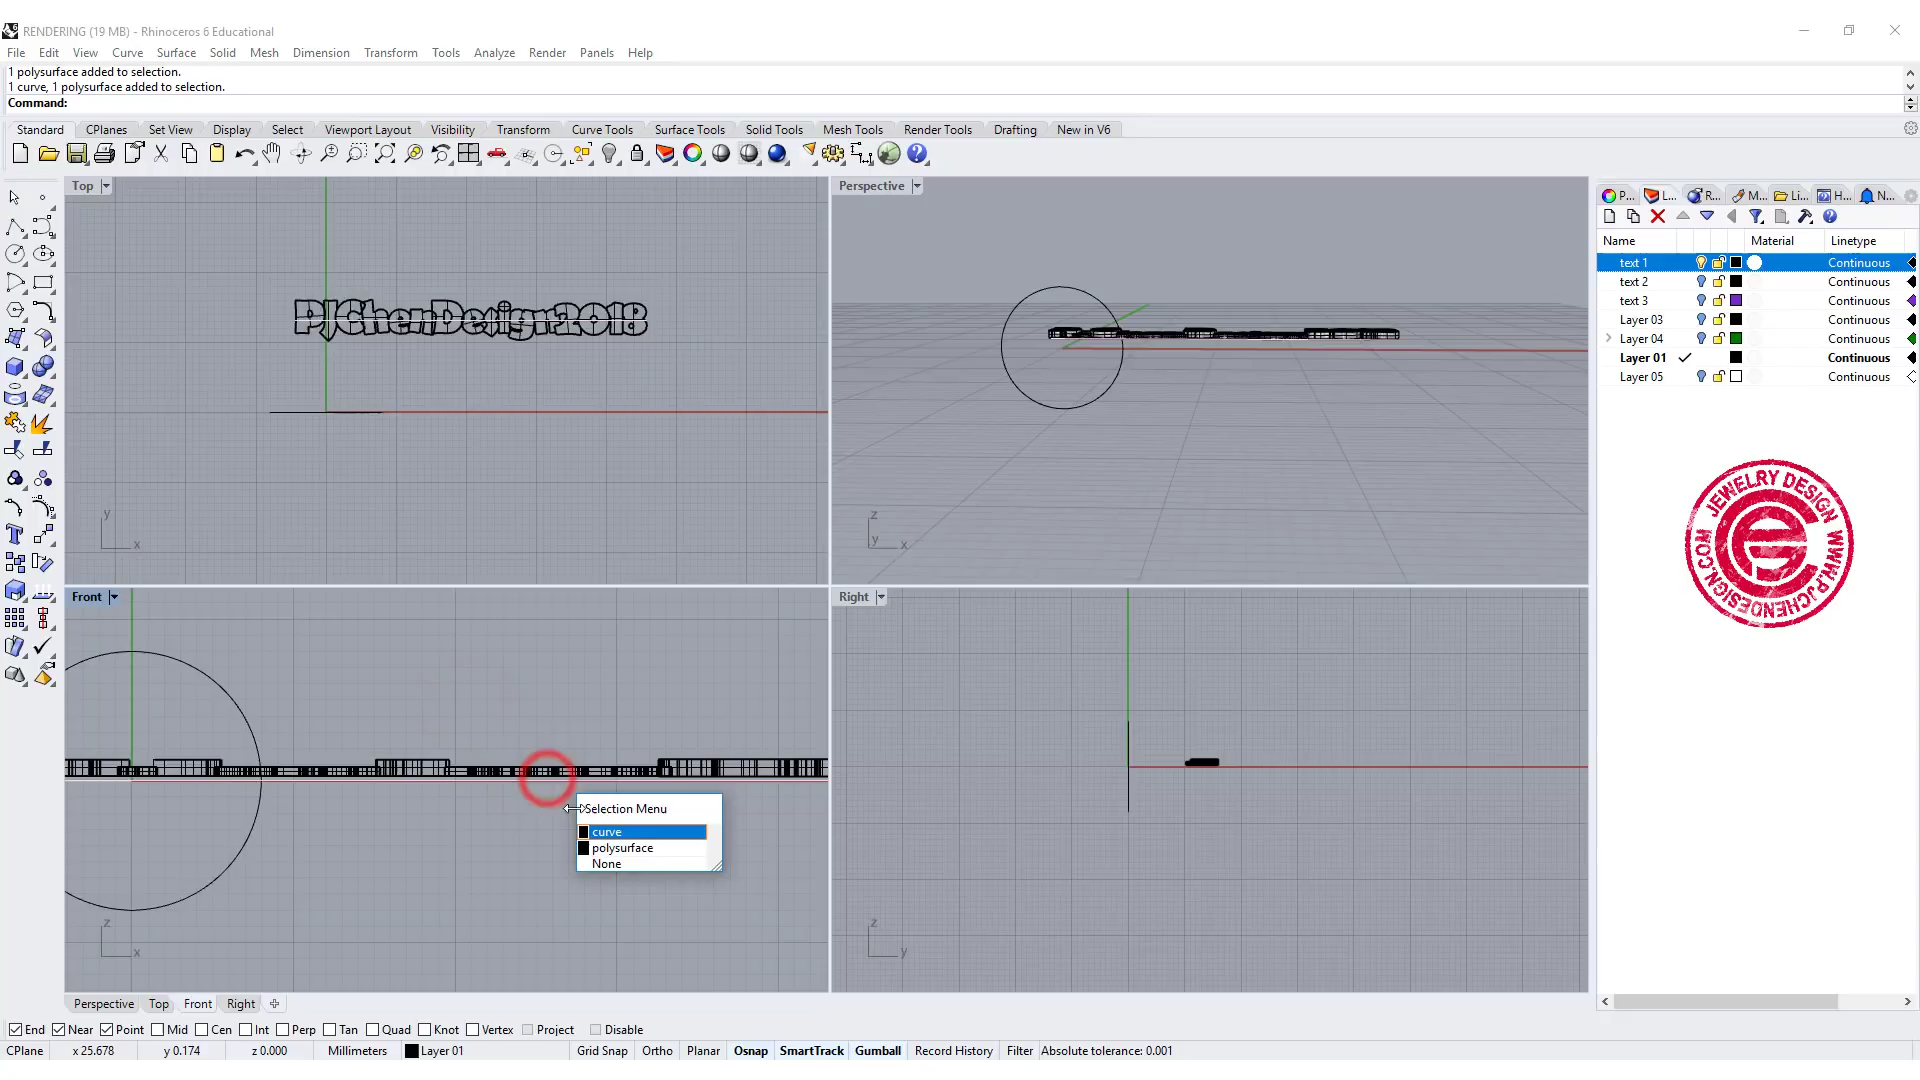 RENDERING (19 MB) - Rhinoceros 6 Educational
File Edit View Curve Surface Solid Mesh Dimension Transform Tools Analyze Render Panels Help
1 polysurface added to selection.
1 curve, 1 polysurface added to selection.
Command:
Standard CPlanes Set View Display Select Viewport Layout Visibility Transform Curve Tools Surface Tools Solid Tools Mesh Tools Render Tools Drafting New in V6
Top
Perspective
P... L... R... M... Li... H... N...
Name Material Linetype
text 1 Continuous
text 2 Continuous
text 3 Continuous
Layer 03 Continuous
Layer 04 Continuous
Layer 01 Continuous
Layer 05 Continuous
PJChenDesign2018
y
x
z
y
x
JEWELRY DESIGN
WWW.PJCHENDESIGN.COM
Front
Right
Selection Menu
curve
polysurface
None
z
x
z
y
Perspective Top Front Right
End Near Point Mid Cen Int Perp Tan Quad Knot Vertex Project Disable
CPlane x 25.678 y 0.174 z 0.000 Millimeters Layer 01 Grid Snap Ortho Planar Osnap SmartTrack Gumball Record History Filter Absolute tolerance: 0.001